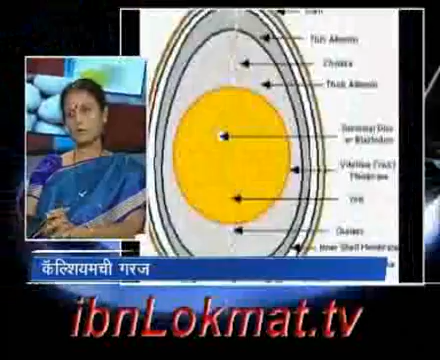 Shell
Thin Albumin
Chalaza
Thick Albumin
Germinal Disc
or Blastoderm
Vitelline (Yolk)
Membrane
Yolk
Chalaza
Inner Shell Membrane
कॅल्शियमची गरज
ibnLokmat.tv